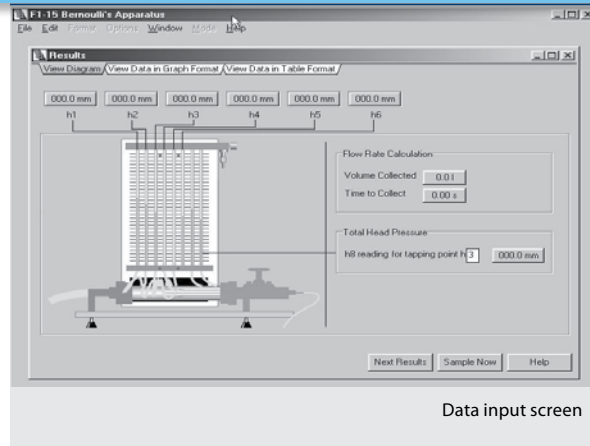 F1-15 Bernoulli's Apparatus
File Edit Format Options Window Mode Help
Results
View Diagram View Data in Graph Format View Data in Table Format
000.0 mm 000.0 mm 000.0 mm 000.0 mm 000.0 mm 000.0 mm
h1 h2 h3 h4 h5 h6
Flow Rate Calculation
Volume Collected 0.0 l
Time to Collect 0.00 s
Total Head Pressure
h8 reading for tapping point h3 000.0 mm
Next Results Sample Now Help
Data input screen